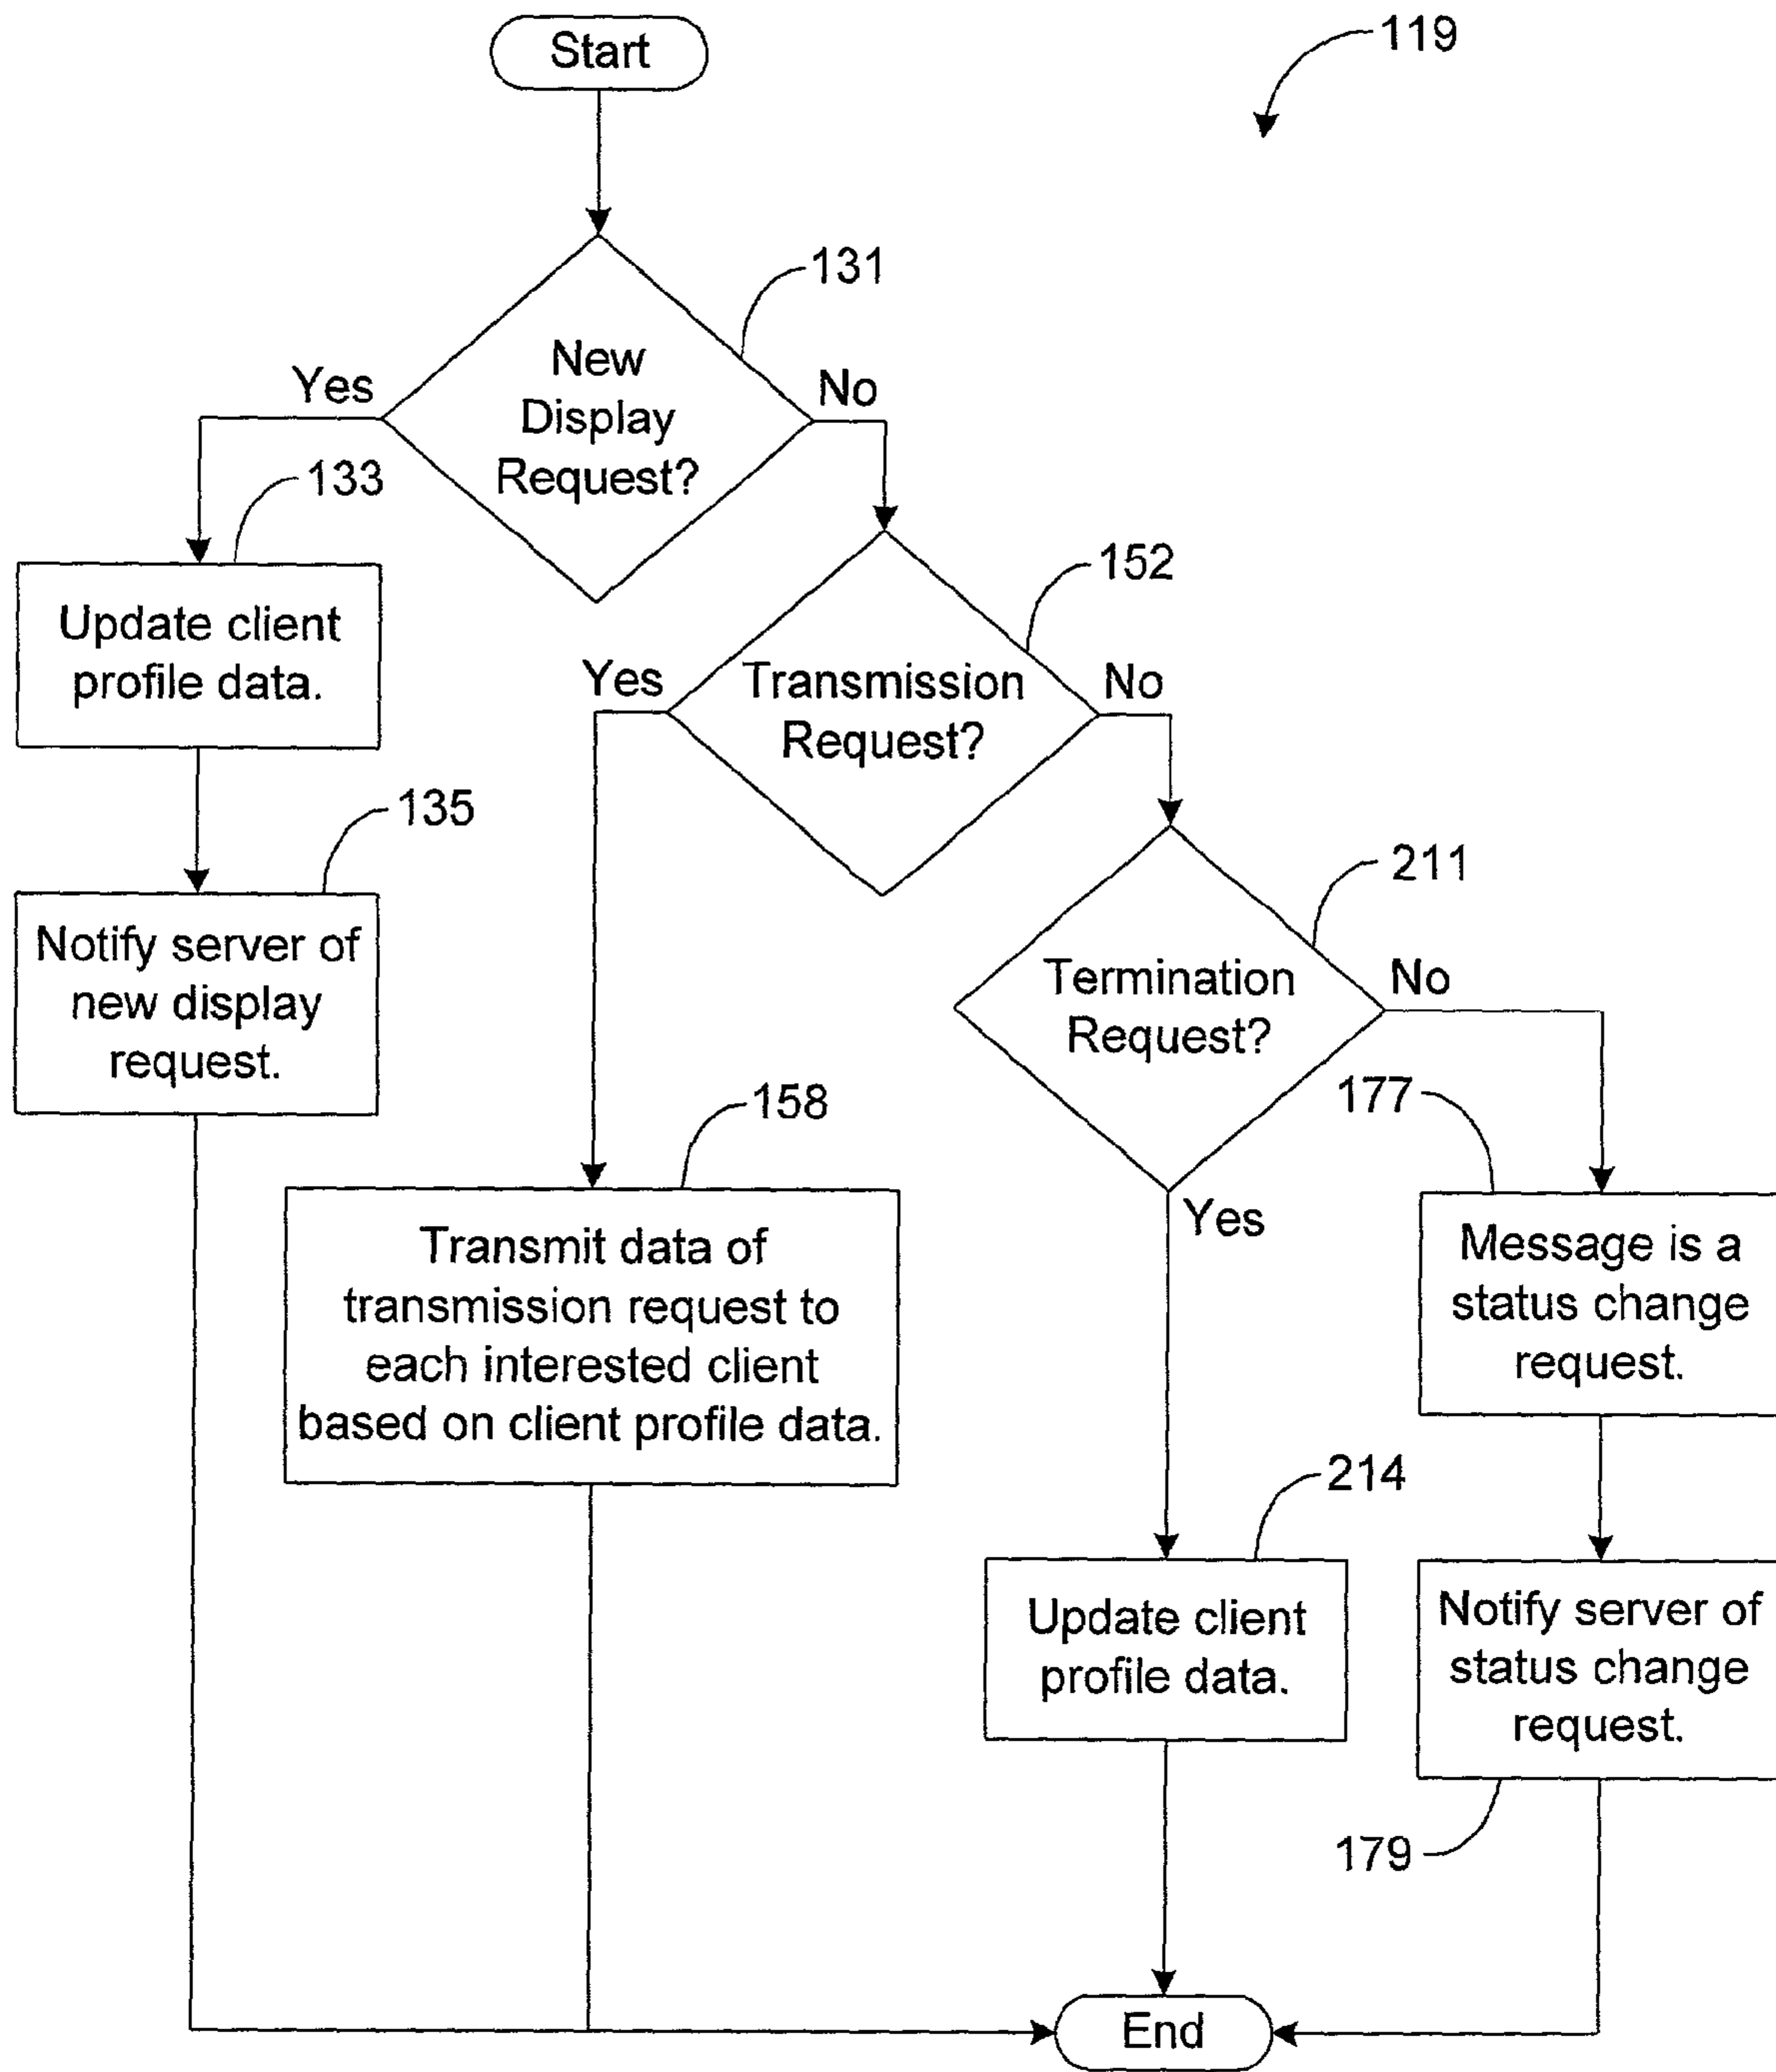 Start
119
131
New
Display
Request?
Yes
No
133
Update client
profile data.
152
Transmission
Request?
Yes
No
135
Notify server of
new display
request.
211
Termination
Request?
No
Yes
158
Transmit data of
transmission request to
each interested client
based on client profile data.
177
Message is a
status change
request.
214
Update client
profile data.
Notify server of
status change
request.
179
End